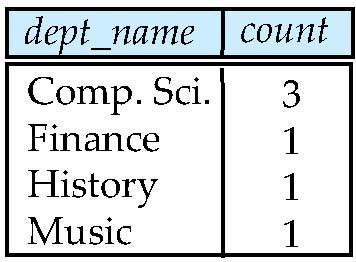 dept_name count
Comp. Sci. 3
Finance 1
History 1
Music 1